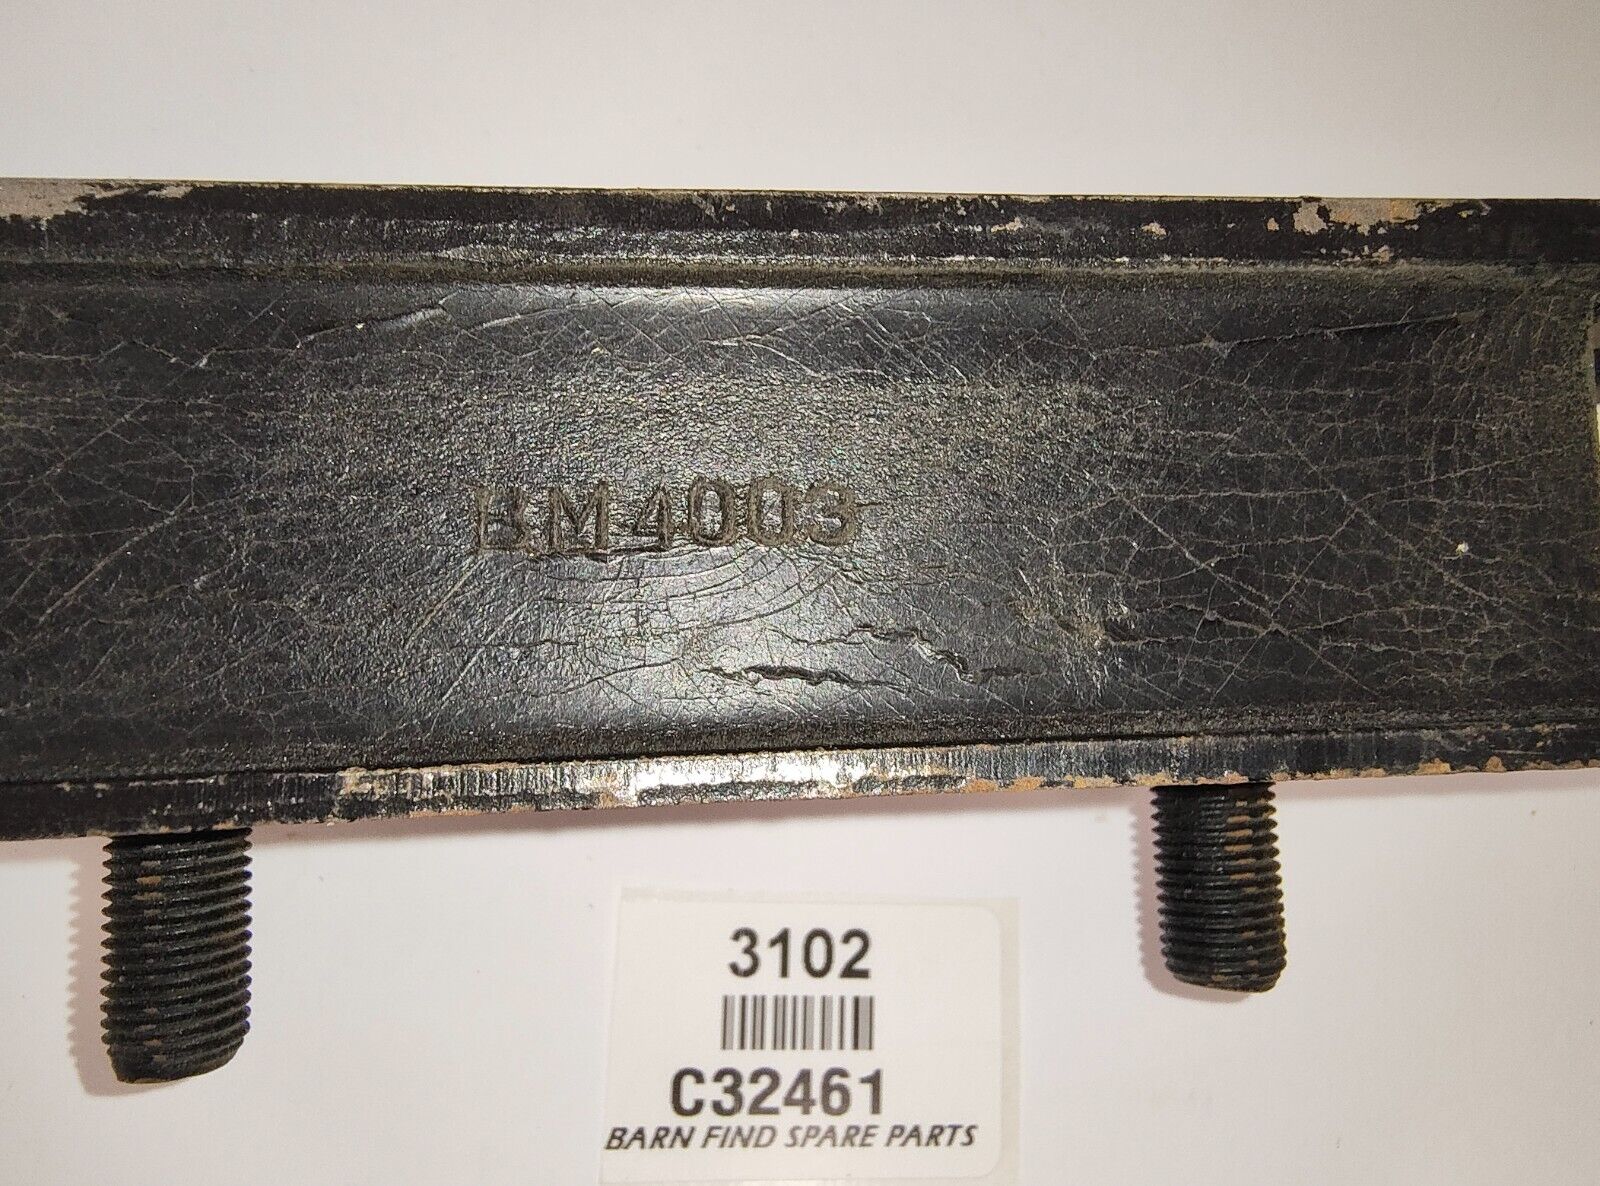 BM4003
3102
C32461
BARN FIND SPARE PARTS